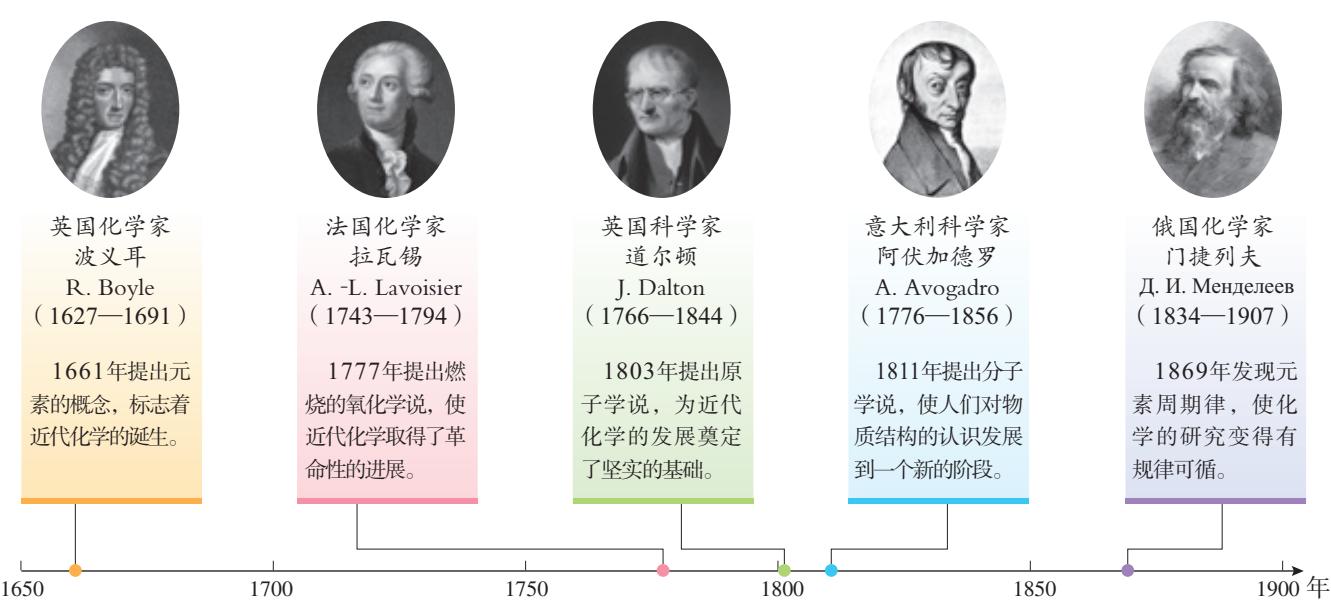 英国化学家
波义耳
R. Boyle
（1627—1691）
1661年提出元
素的概念，标志着
近代化学的诞生。
法国化学家
拉瓦锡
A. -L. Lavoisier
（1743—1794）
1777年提出燃
烧的氧化学说，使
近代化学取得了革
命性的进展。
英国科学家
道尔顿
J. Dalton
（1766—1844）
1803年提出原
子学说，为近代
化学的发展奠定
了坚实的基础。
意大利科学家
阿伏加德罗
A. Avogadro
（1776—1856）
1811年提出分子
学说，使人们对物
质结构的认识发展
到一个新的阶段。
俄国化学家
门捷列夫
Д. И. Менделеев
（1834—1907）
1869年发现元
素周期律，使化
学的研究变得有
规律可循。
1650 1700 1750 1800 1850 1900 年